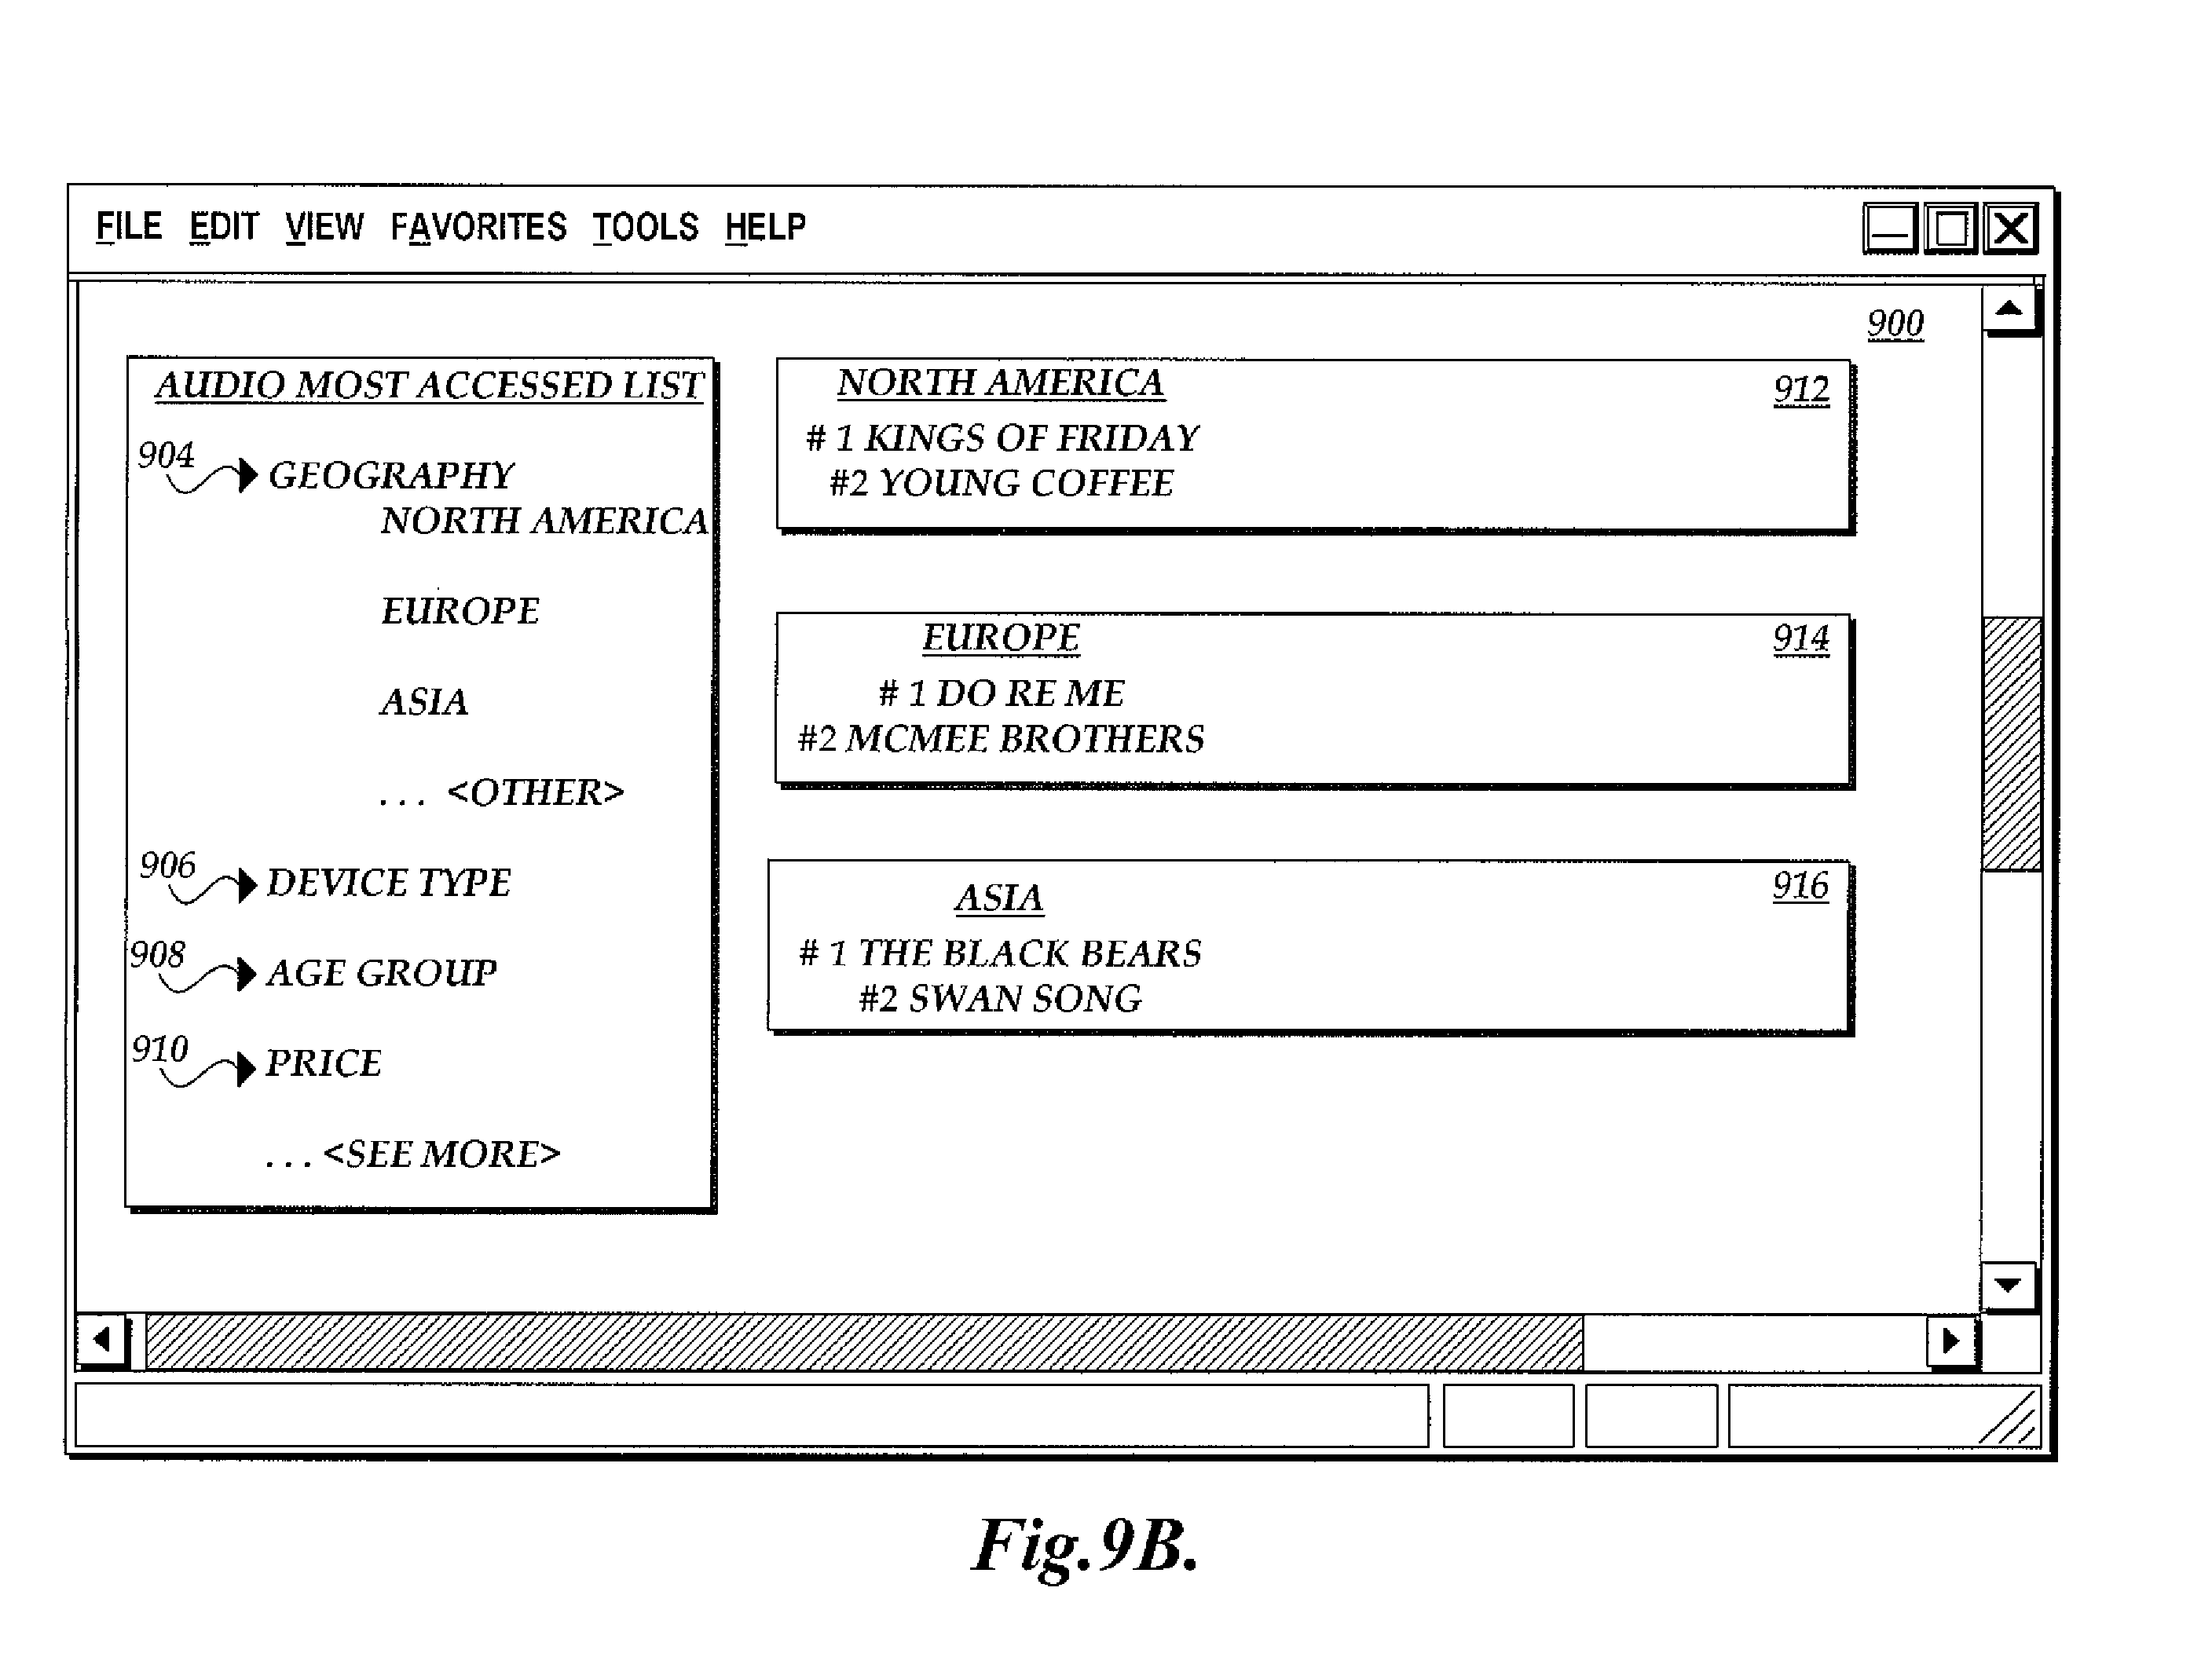 FILE EDIT VIEW FAVORITES TOOLS HELP
900
AUDIO MOST ACCESSED LIST
904
GEOGRAPHY
NORTH AMERICA
EUROPE
ASIA
... <OTHER>
906
DEVICE TYPE
908
AGE GROUP
910
PRICE
... <SEE MORE>
NORTH AMERICA
912
# 1 KINGS OF FRIDAY
#2 YOUNG COFFEE
EUROPE
914
# 1 DO RE ME
#2 MCMEE BROTHERS
ASIA
916
# 1 THE BLACK BEARS
#2 SWAN SONG
Fig.9B.